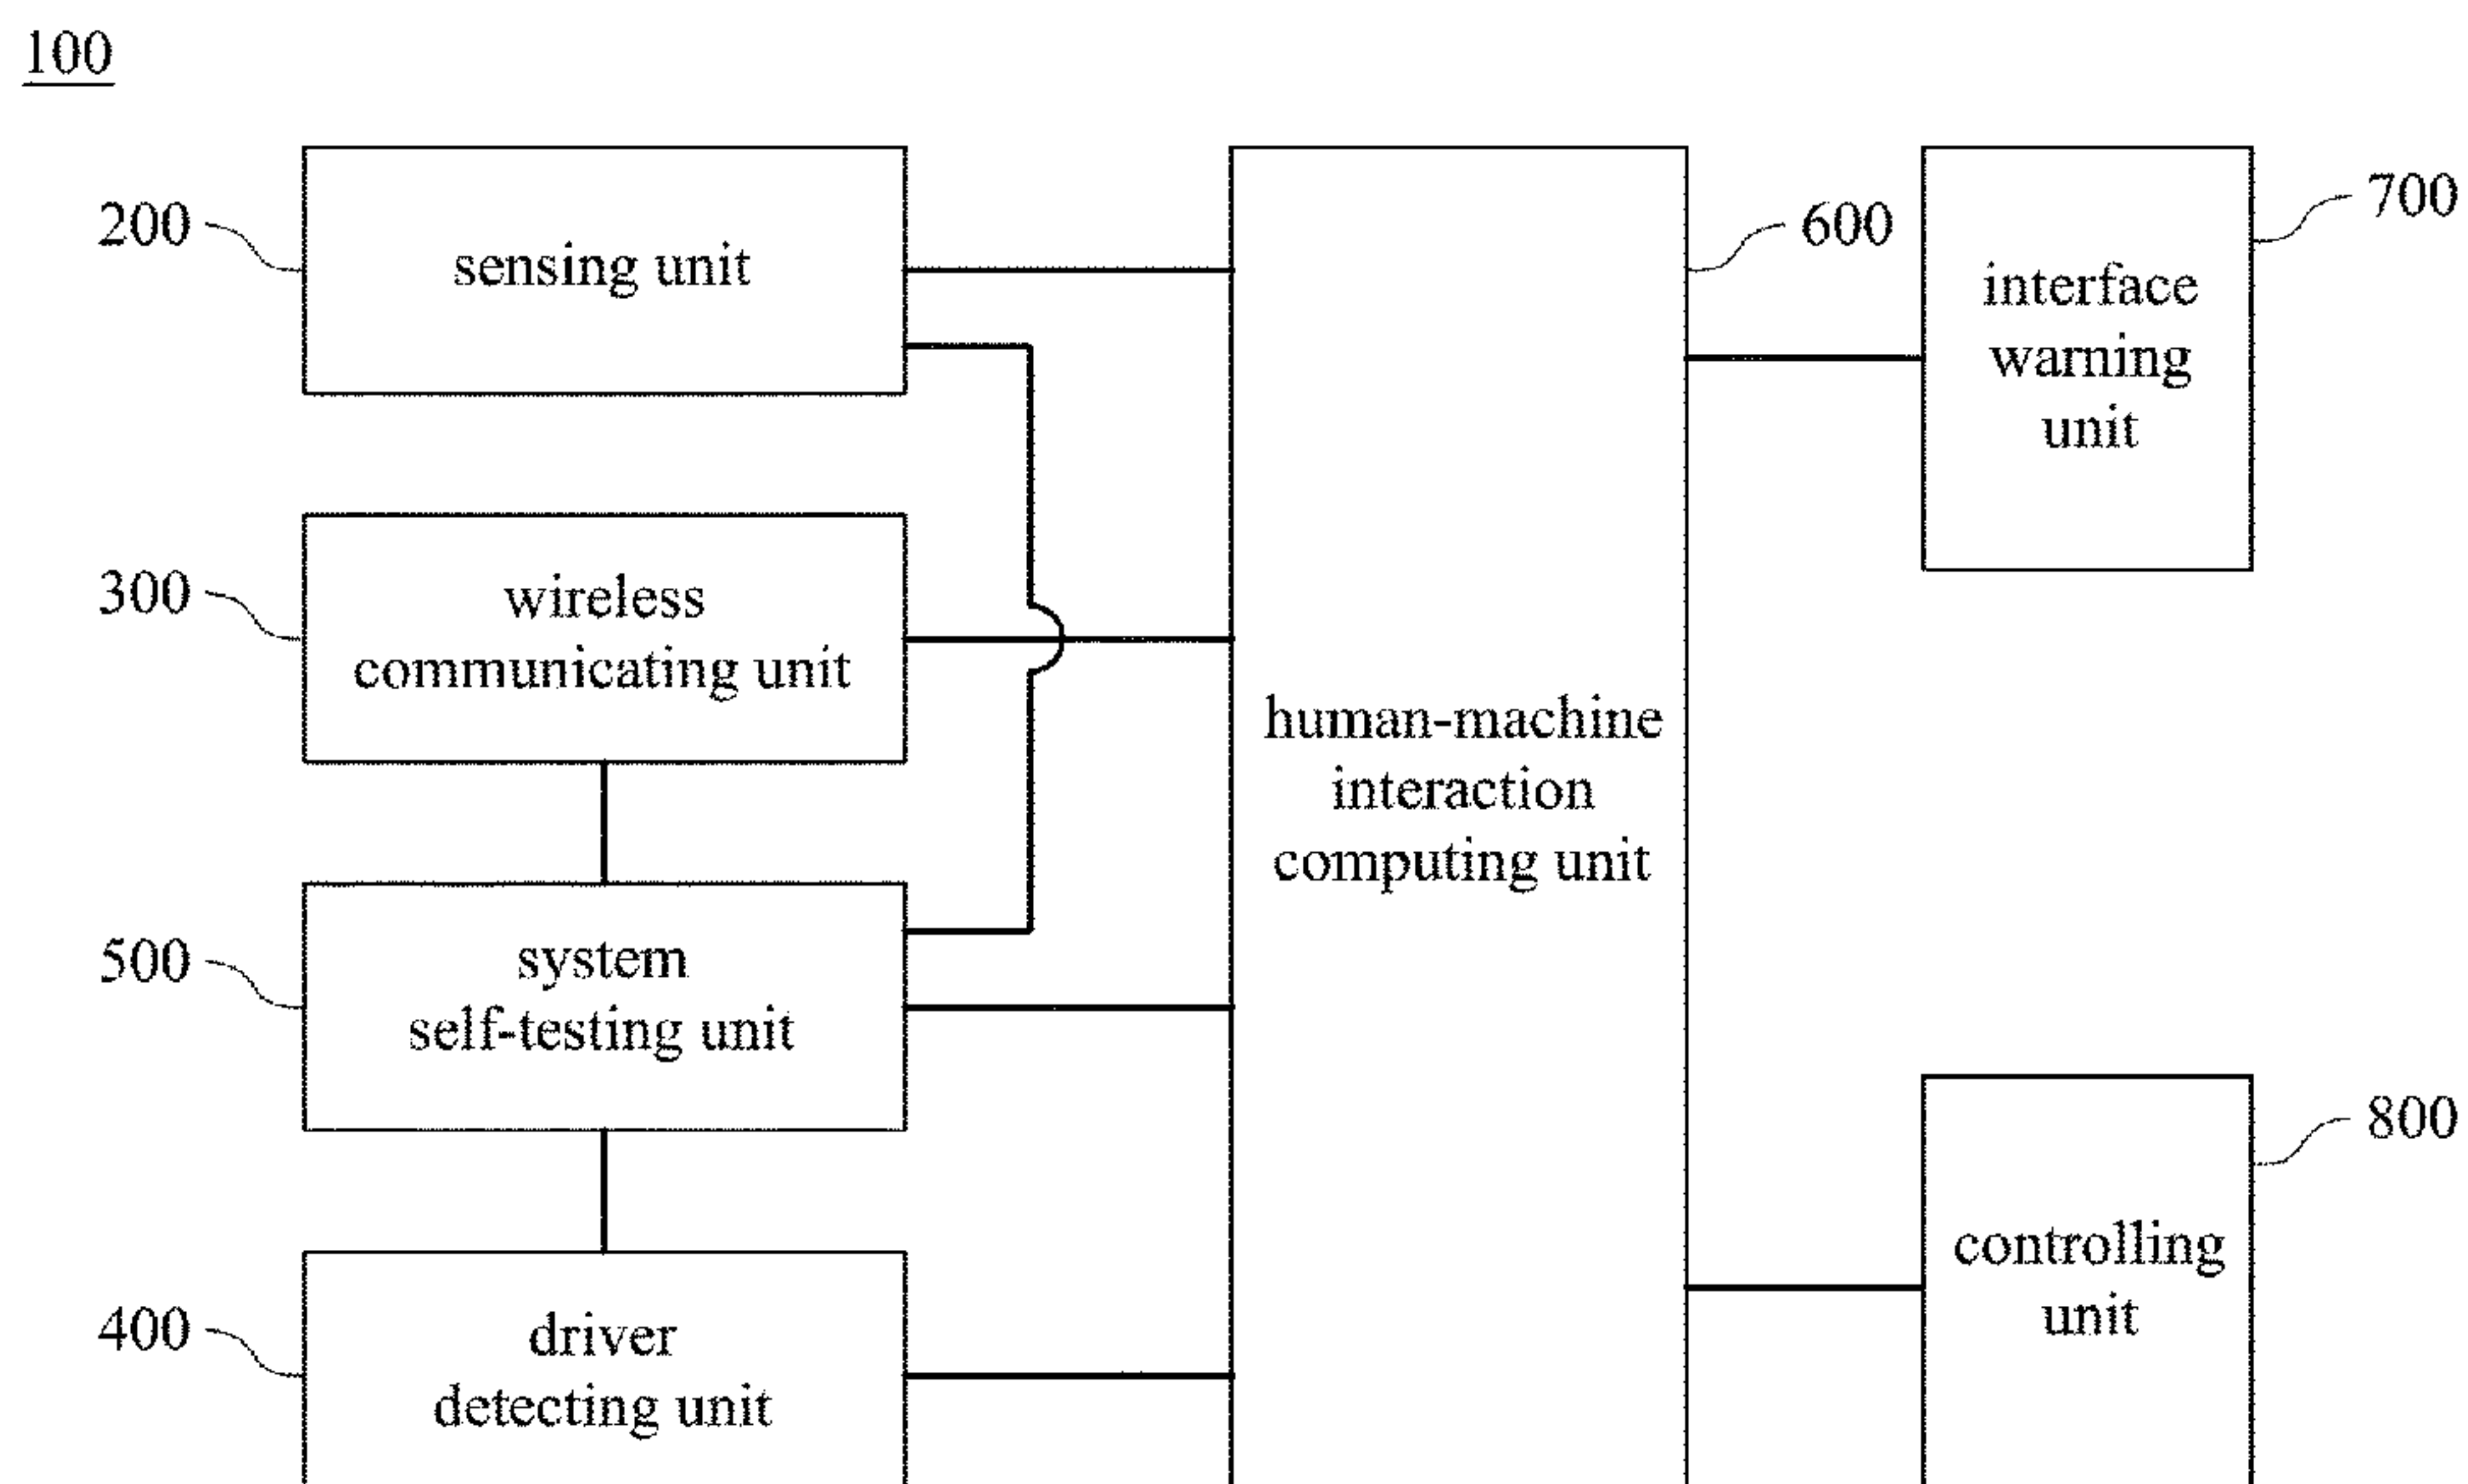 100
200
sensing unit
600
700
interface
warning
unit
300
wireless
communicating unit
human-machine
interaction
computing unit
500
system
self-testing unit
800
controlling
unit
400
driver
detecting unit